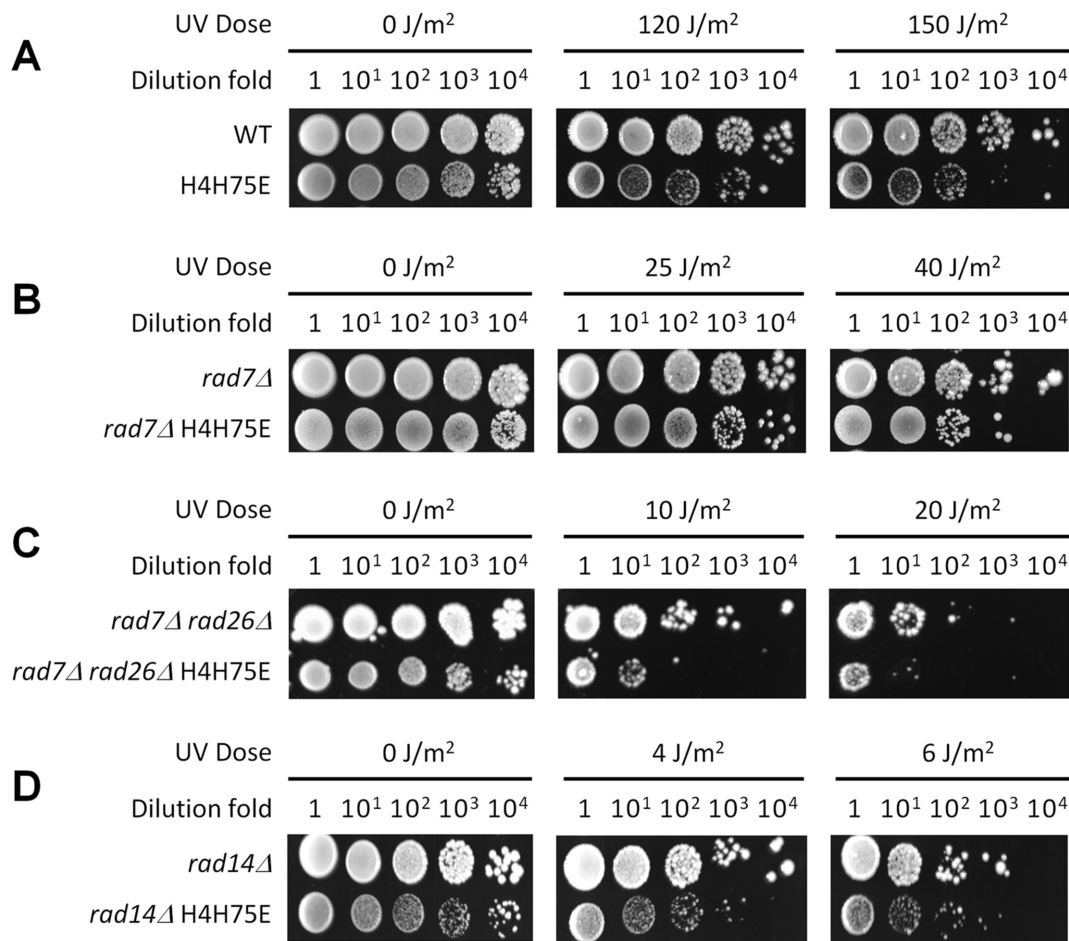 UV Dose 0 J/m² 120 J/m² 150 J/m²
A
Dilution fold 1 10¹ 10² 10³ 10⁴ 1 10¹ 10² 10³ 10⁴ 1 10¹ 10² 10³ 10⁴
WT
H4H75E
UV Dose 0 J/m² 25 J/m² 40 J/m²
B
Dilution fold 1 10¹ 10² 10³ 10⁴ 1 10¹ 10² 10³ 10⁴ 1 10¹ 10² 10³ 10⁴
rad7Δ
rad7Δ H4H75E
UV Dose 0 J/m² 10 J/m² 20 J/m²
C
Dilution fold 1 10¹ 10² 10³ 10⁴ 1 10¹ 10² 10³ 10⁴ 1 10¹ 10² 10³ 10⁴
rad7Δ rad26Δ
rad7Δ rad26Δ H4H75E
UV Dose 0 J/m² 4 J/m² 6 J/m²
D
Dilution fold 1 10¹ 10² 10³ 10⁴ 1 10¹ 10² 10³ 10⁴ 1 10¹ 10² 10³ 10⁴
rad14Δ
rad14Δ H4H75E